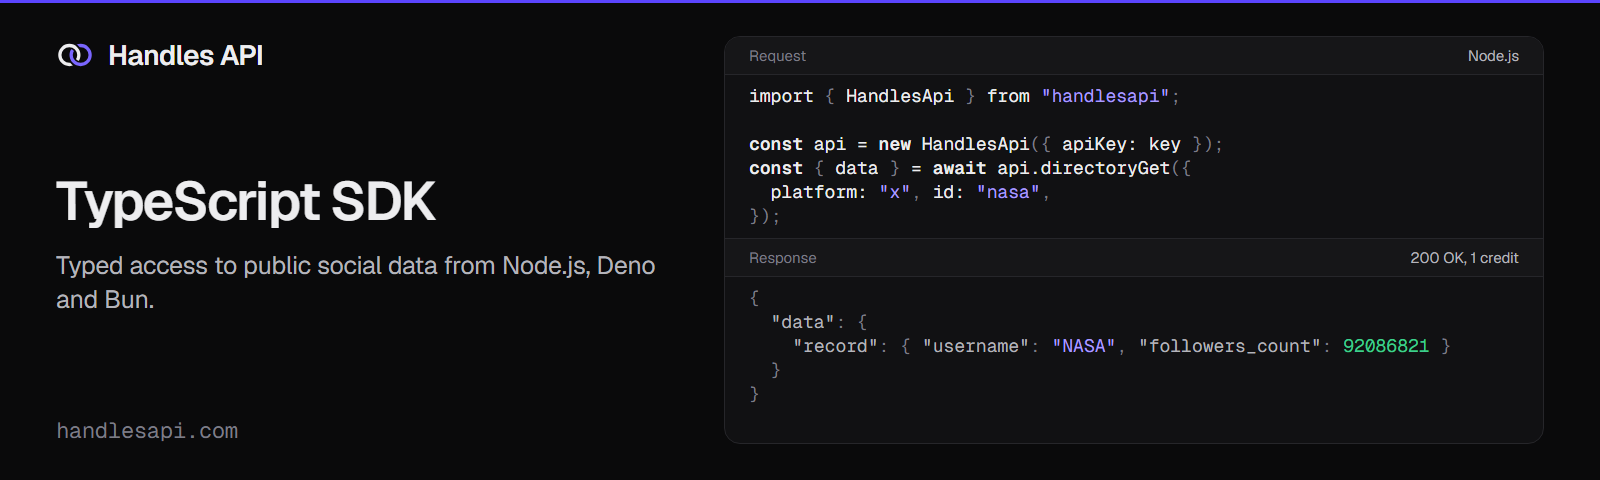 Handles API
TypeScript SDK
Typed access to public social data from Node.js, Deno
and Bun.
handlesapi.com
Request
Node.js
import { HandlesApi } from "handlesapi";
const api = new HandlesApi({ apiKey: key });
const { data } = await api.directoryGet({
  platform: "x", id: "nasa",
});
Response
200 OK, 1 credit
{
  "data": {
    "record": { "username": "NASA", "followers_count": 92086821 }
  }
}